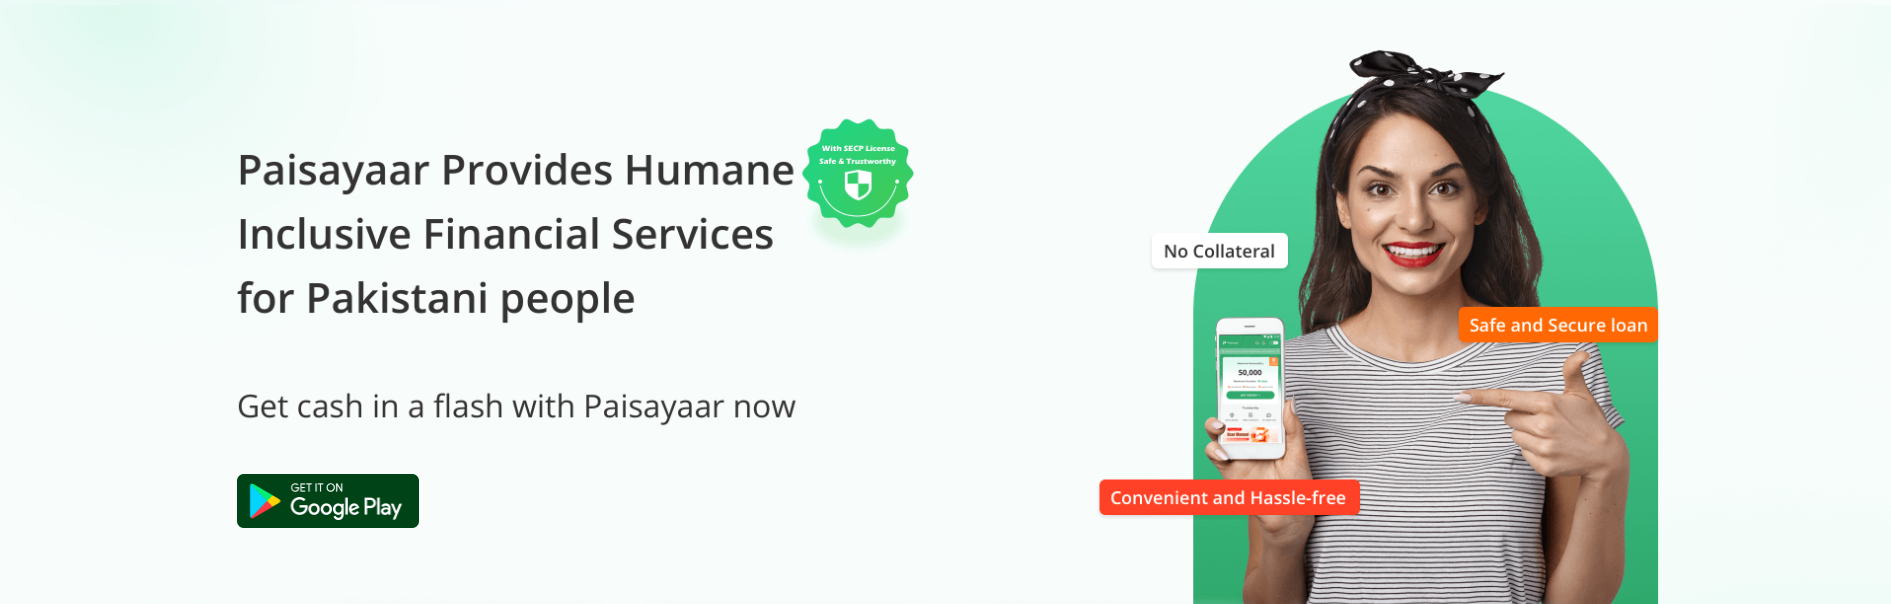 Paisayaar Provides Humane
Inclusive Financial Services
for Pakistani people
With SECP License
Safe & Trustworthy
Get cash in a flash with Paisayaar now
GET IT ON
Google Play
No Collateral
Safe and Secure loan
50,000
Convenient and Hassle-free